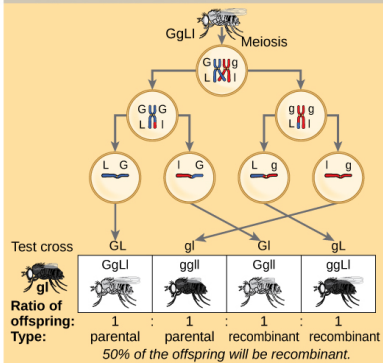 GgLl
Meiosis
G g
L l
G G
L l
g g
L l
L G
l G
L g
l g
Test cross GL gl Gl gL
GgLl ggll Ggll ggLl
gl
Ratio of
offspring: 1 : 1 : 1 : 1
Type: parental parental recombinant recombinant
50% of the offspring will be recombinant.